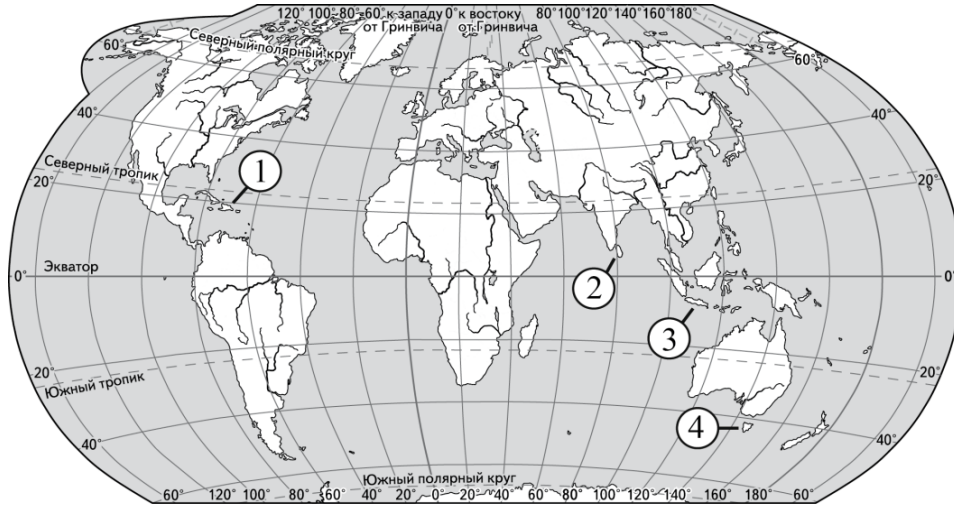 120° 100° 80° 60° к западу 0° к востоку 80° 100° 120° 140° 160° 180°
от Гринвича от Гринвича
60° Северный полярный круг 60°
40° 40°
Северный тропик
1
20° 20°
Экватор
0° 0°
2
3
20° 20°
Южный тропик
4
40° 40°
Южный полярный круг
60° 120° 100° 80° 60° 40° 20° 0° 20° 40° 60° 80° 100° 120° 140° 160° 180° 60°